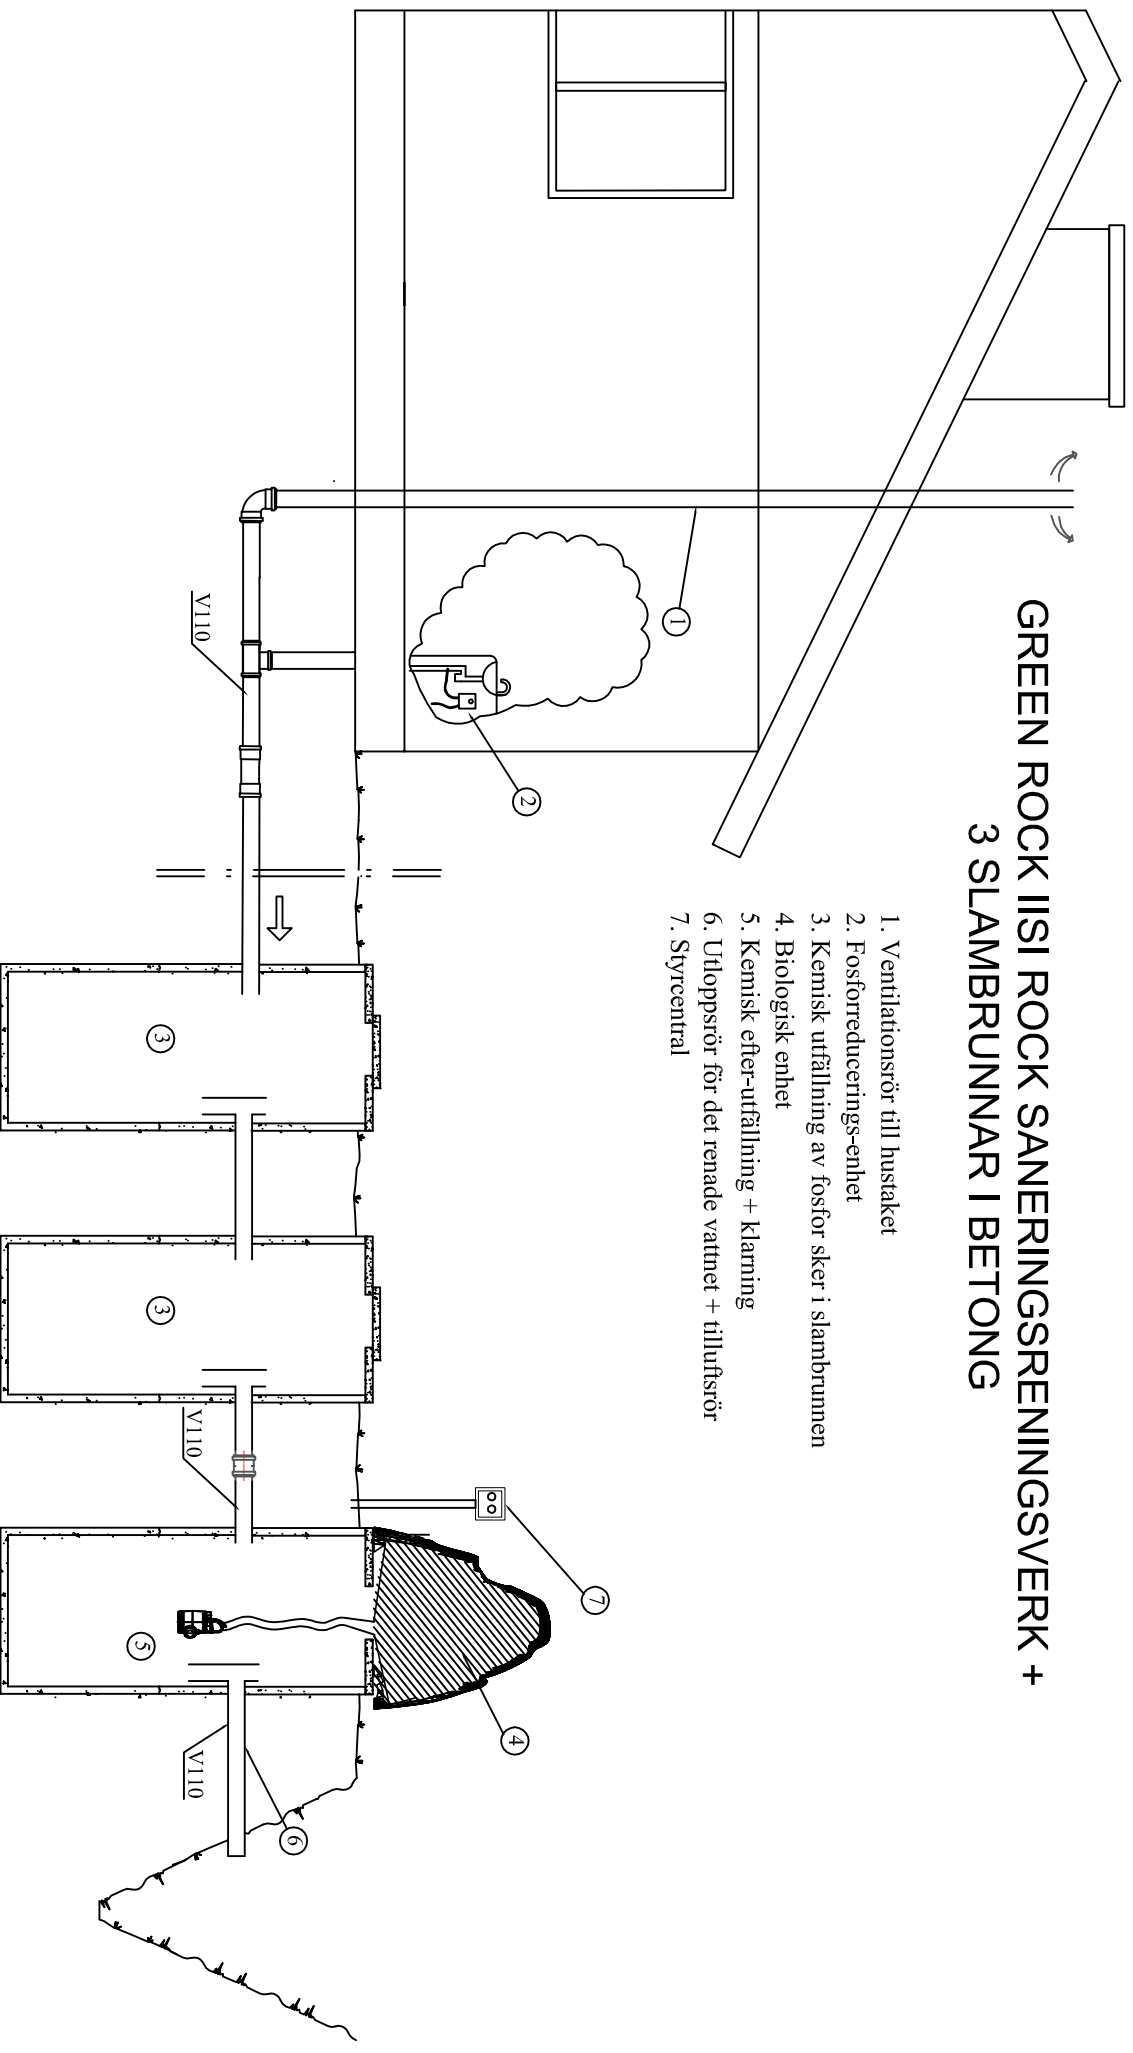 GREEN ROCK IISI ROCK SANERINGSRENINGSVERK +
3 SLAMBRUNNAR I BETONG
1. Ventilationsrör till hustaket
2. Fosforreducerings-enhet
3. Kemisk utfällning av fosfor sker i slambrunnen
4. Biologisk enhet
5. Kemisk efter-utfällning + klarning
6. Utloppsrör för det renade vattnet + tilluftsrör
7. Styrcentral
1
2
7
4
V110
3
3
V110
5
V110
6